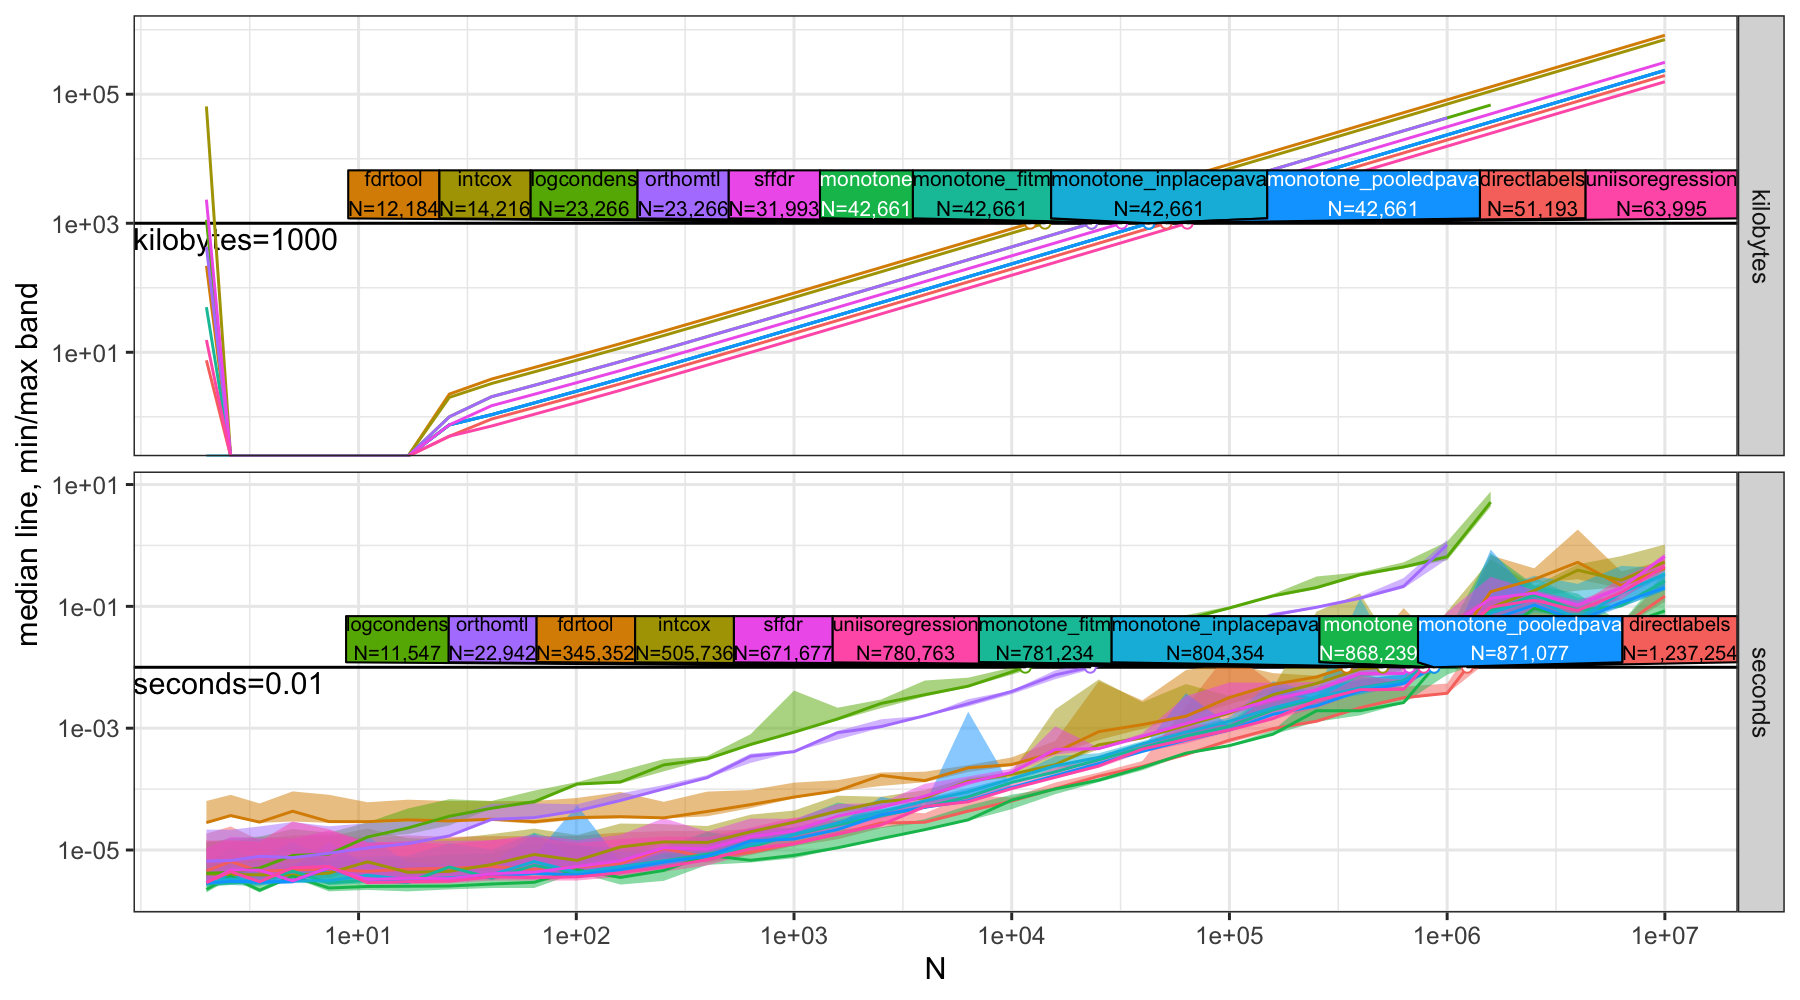 median line, min/max band
1e+05
1e+03
1e+01
fdrtool
N=12,184
intcox
N=14,216
logcondens
N=23,266
orthomtl
N=23,266
sffdr
N=31,993
monotone
N=42,661
monotone_fitm
N=42,661
monotone_inplacepava
N=42,661
monotone_pooledpava
N=42,661
directlabels
N=51,193
uniisoregression
N=63,995
kilobytes=1000
kilobytes
1e+01
1e-01
1e-03
1e-05
logcondens
N=11,547
orthomtl
N=22,942
fdrtool
N=345,352
intcox
N=505,736
sffdr
N=671,677
uniisoregression
N=780,763
monotone_fitm
N=781,234
monotone_inplacepava
N=804,354
monotone
N=868,239
monotone_pooledpava
N=871,077
directlabels
N=1,237,254
seconds=0.01
seconds
1e+01
1e+02
1e+03
1e+04
1e+05
1e+06
1e+07
N